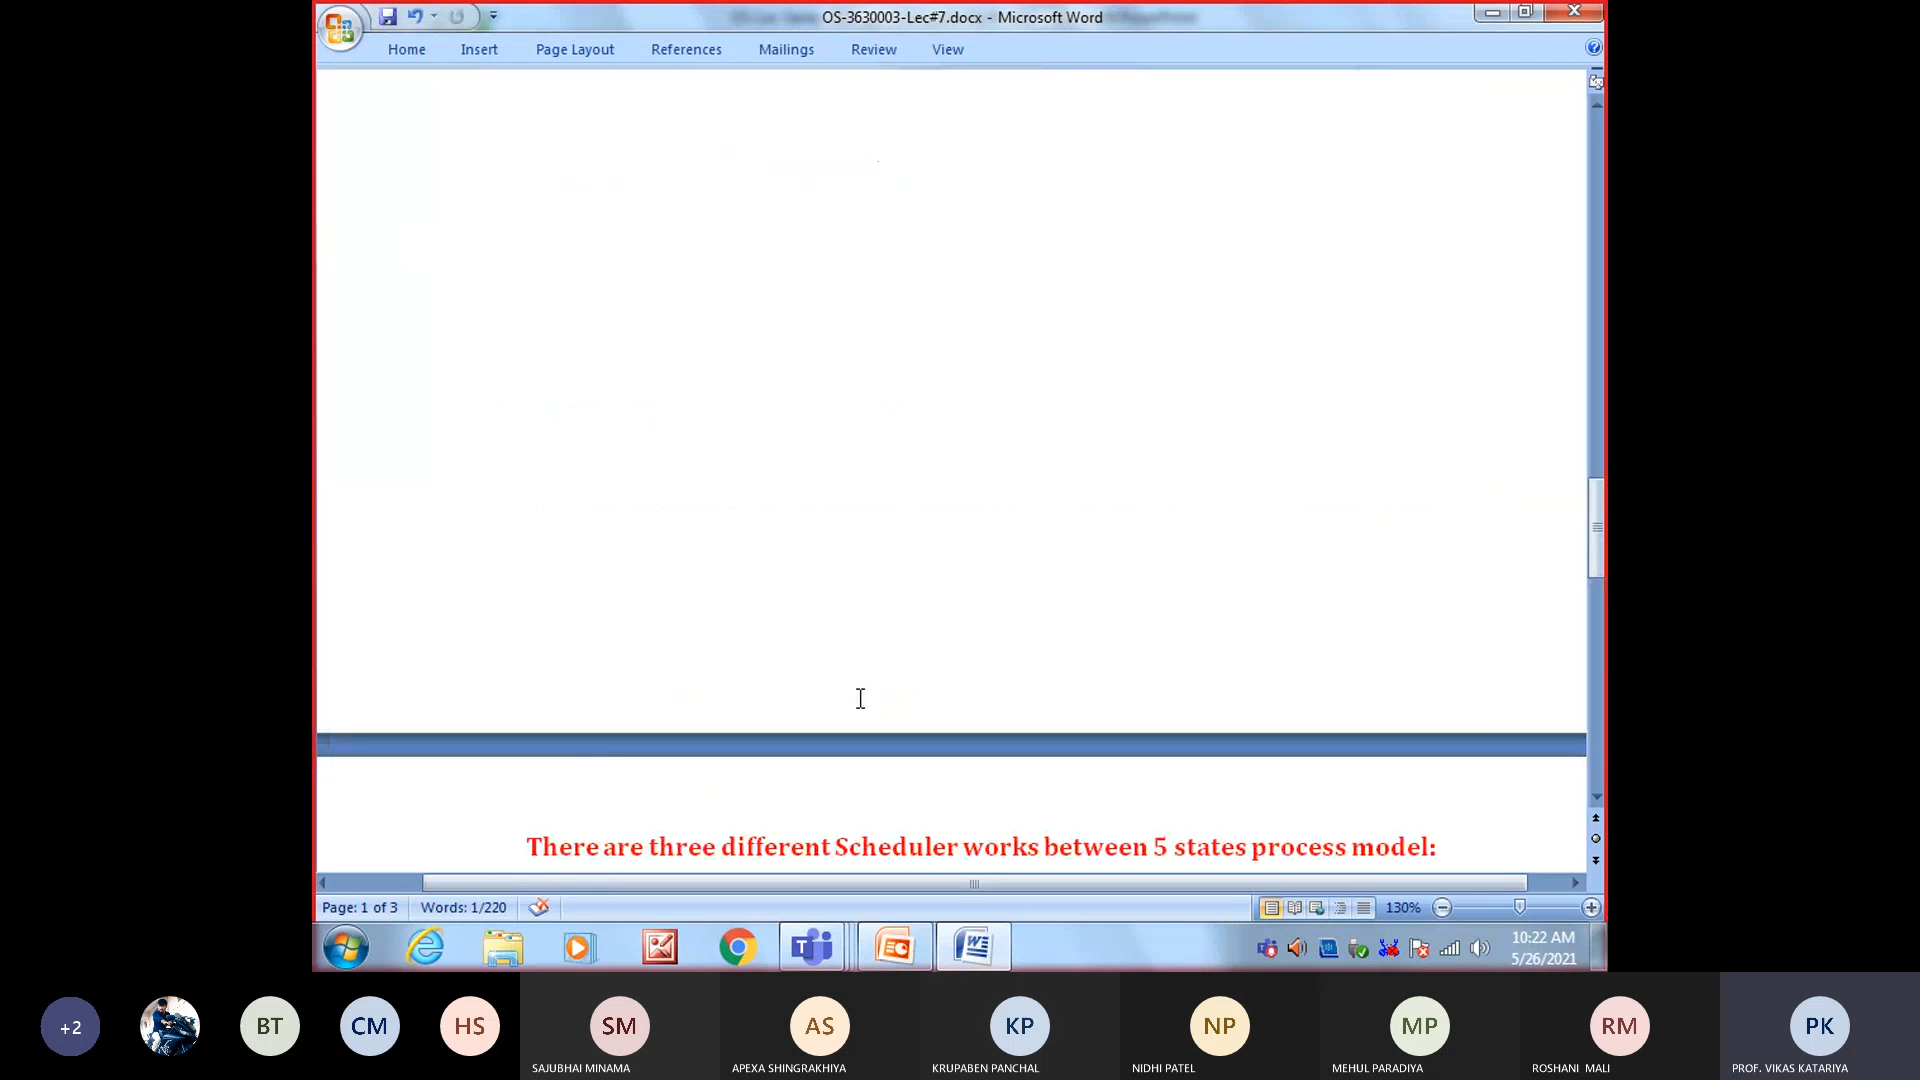 OS-3630003-Lec#7.docx - Microsoft Word
Home Insert Page Layout References Mailings Review View
There are three different Scheduler works between 5 states process model:
Page: 1 of 3 Words: 1/220 130%
10:22 AM
5/26/2021
+2 BT CM HS SM AS KP NP MP RM PK
SAJUBHAI MINAMA APEXA SHINGRAKHIYA KRUPABEN PANCHAL NIDHI PATEL MEHUL PARADIYA ROSHANI MALI PROF. VIKAS KATARIYA